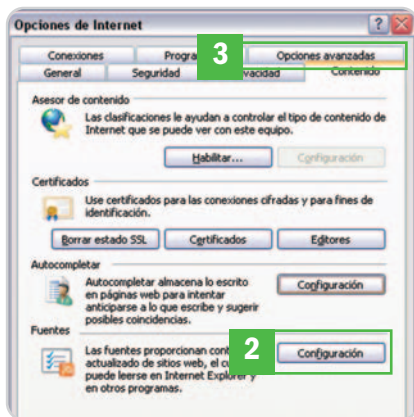 Opciones de Internet
Conexiones
3
Opciones avanzadas
General
Seguridad
Contenido
Asesor de contenido
Las clasificaciones le ayudan a controlar el tipo de contenido de
Internet que se puede ver con este equipo.
Habilitar...
Configuración
Certificados
Use certificados para las conexiones cifradas y para fines de
identificación.
Borrar estado SSL
Certificados
Editores
Autocompletar
Autocompletar almacena lo escrito
en páginas web para intentar
anticiparse a lo que escribe y sugerir
posibles coincidencias.
Configuración
Fuentes
Las fuentes proporcionan
actualizado de sitios web, el
puede leerse en Internet Explorer y
en otros programas.
2
Configuración